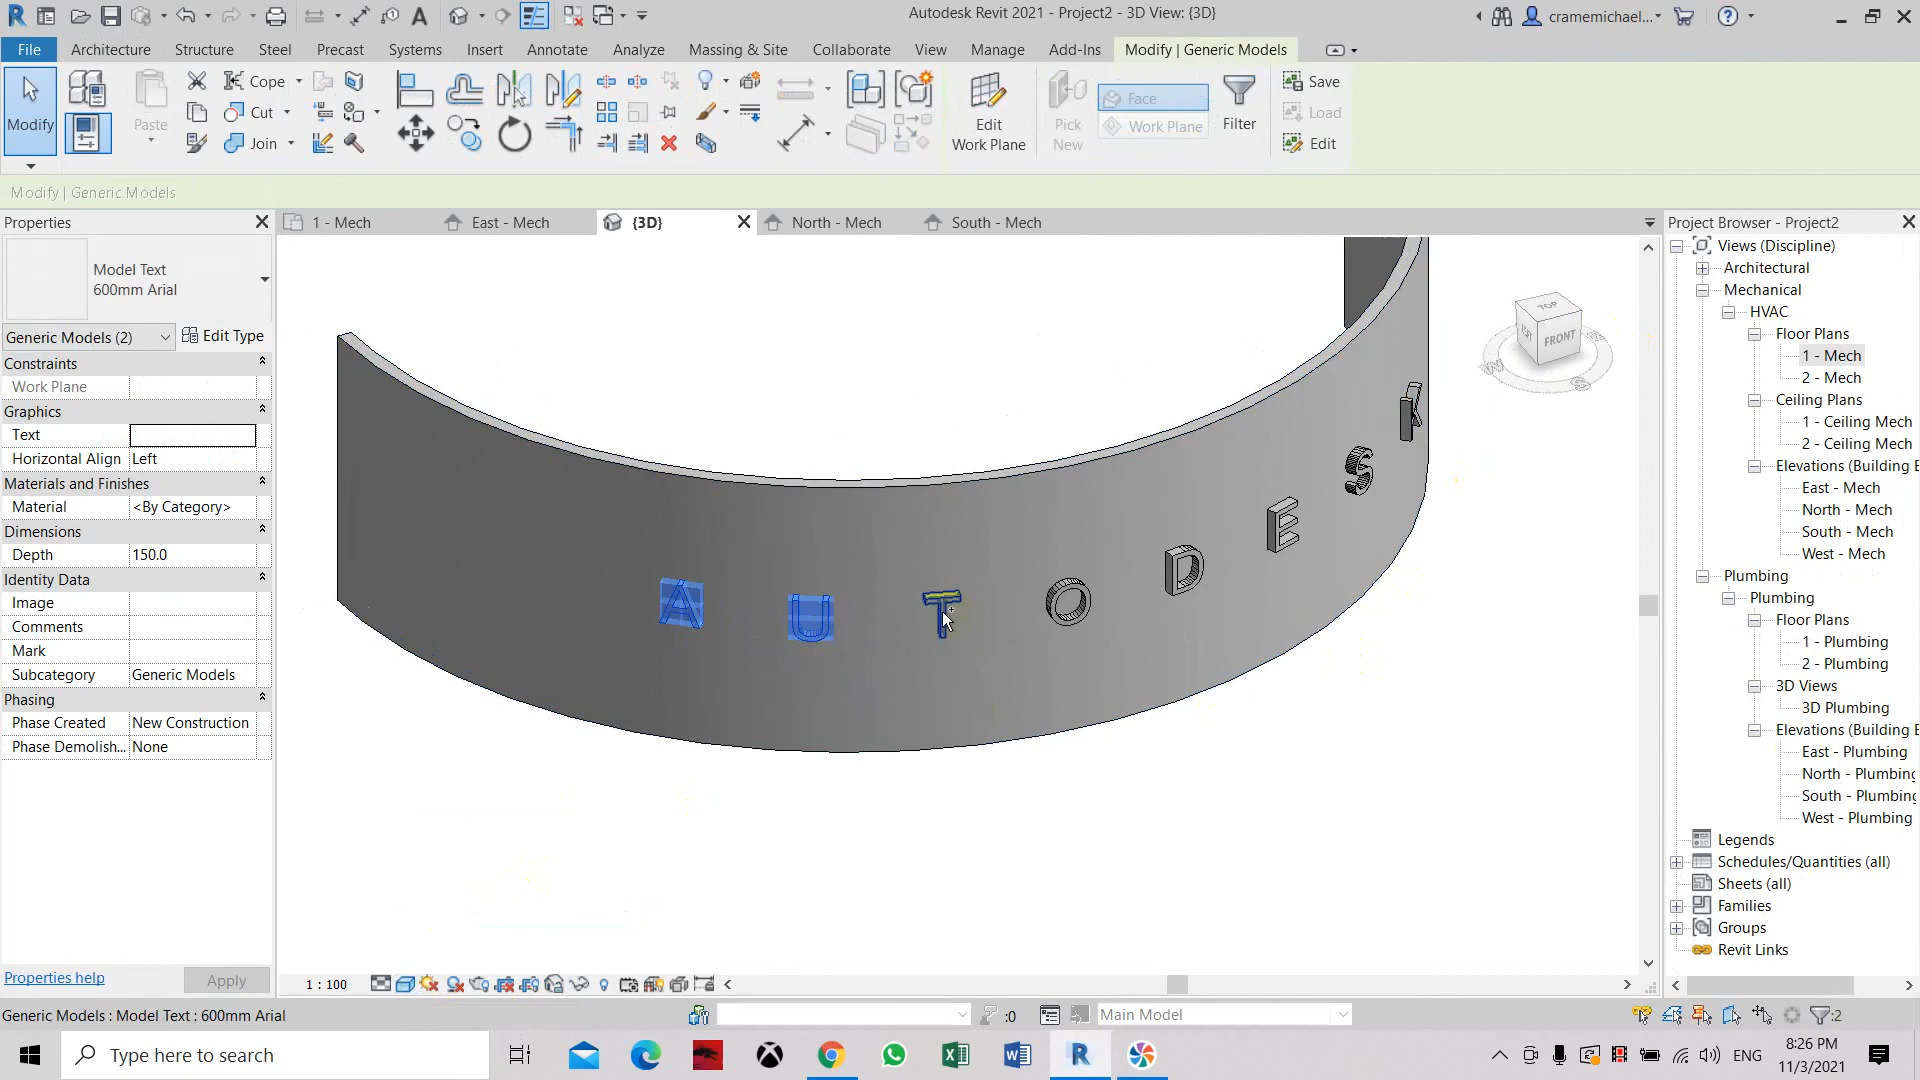 Autodesk Revit 2021 - Project2 - 3D View: {3D}
cramemichael...
File Architecture Structure Steel Precast Systems Insert Annotate Analyze Massing & Site Collaborate View Manage Add-Ins Modify | Generic Models
Modify
Paste
Cope
Cut
Join
Edit
Work Plane
Pick
New
Face
Work Plane
Filter
Save
Load
Edit
Modify | Generic Models
Properties
1 - Mech
East - Mech
{3D}
North - Mech
South - Mech
Project Browser - Project2
Model Text
600mm Arial
Generic Models (2)
Edit Type
Constraints
Work Plane
Graphics
Text
Horizontal Align Left
Materials and Finishes
Material <By Category>
Dimensions
Depth 150.0
Identity Data
Image
Comments
Mark
Subcategory Generic Models
Phasing
Phase Created New Construction
Phase Demolish... None
Properties help
Apply
TOP
LEFT
FRONT
W
S
E
A U T O D E S K
Views (Discipline)
Architectural
Mechanical
HVAC
Floor Plans
1 - Mech
2 - Mech
Ceiling Plans
1 - Ceiling Mech
2 - Ceiling Mech
Elevations (Building E
East - Mech
North - Mech
South - Mech
West - Mech
Plumbing
Plumbing
Floor Plans
1 - Plumbing
2 - Plumbing
3D Views
3D Plumbing
Elevations (Building E
East - Plumbing
North - Plumbing
South - Plumbing
West - Plumbing
Legends
Schedules/Quantities (all)
Sheets (all)
Families
Groups
Revit Links
1 : 100
Generic Models : Model Text : 600mm Arial
:0
Main Model
:2
Type here to search
ENG
8:26 PM
11/3/2021